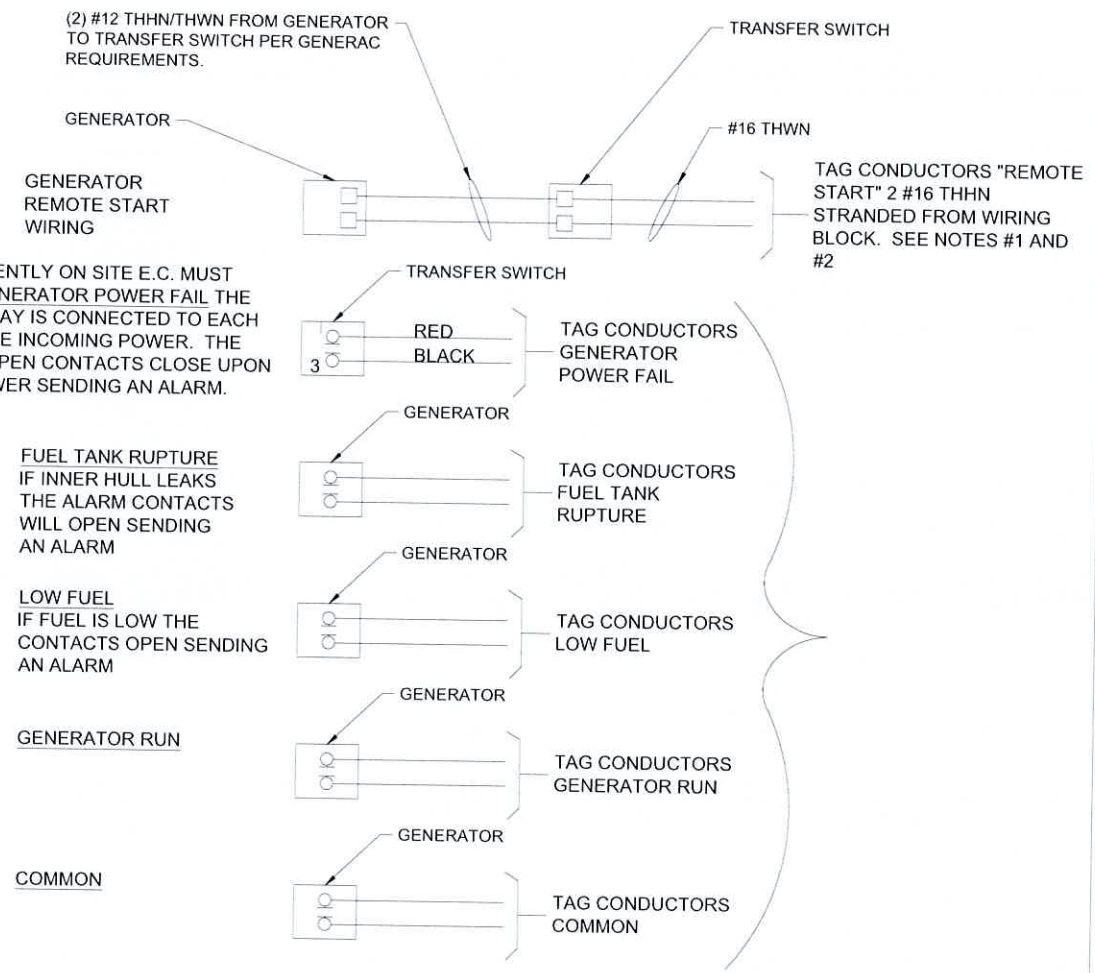 (2) #12 THHN/THWN FROM GENERATOR
TO TRANSFER SWITCH PER GENERAC
REQUIREMENTS.
TRANSFER SWITCH
GENERATOR
#16 THWN
GENERATOR
REMOTE START
WIRING
TAG CONDUCTORS "REMOTE
START" 2 #16 THHN
STRANDED FROM WIRING
BLOCK. SEE NOTES #1 AND
#2
ENTLY ON SITE E.C. MUST
NERATOR POWER FAIL THE
AY IS CONNECTED TO EACH
E INCOMING POWER. THE
PEN CONTACTS CLOSE UPON
WER SENDING AN ALARM.
TRANSFER SWITCH
3
RED
BLACK
TAG CONDUCTORS
GENERATOR
POWER FAIL
GENERATOR
FUEL TANK RUPTURE
IF INNER HULL LEAKS
THE ALARM CONTACTS
WILL OPEN SENDING
AN ALARM
TAG CONDUCTORS
FUEL TANK
RUPTURE
GENERATOR
LOW FUEL
IF FUEL IS LOW THE
CONTACTS OPEN SENDING
AN ALARM
TAG CONDUCTORS
LOW FUEL
GENERATOR
GENERATOR RUN
TAG CONDUCTORS
GENERATOR RUN
GENERATOR
COMMON
TAG CONDUCTORS
COMMON